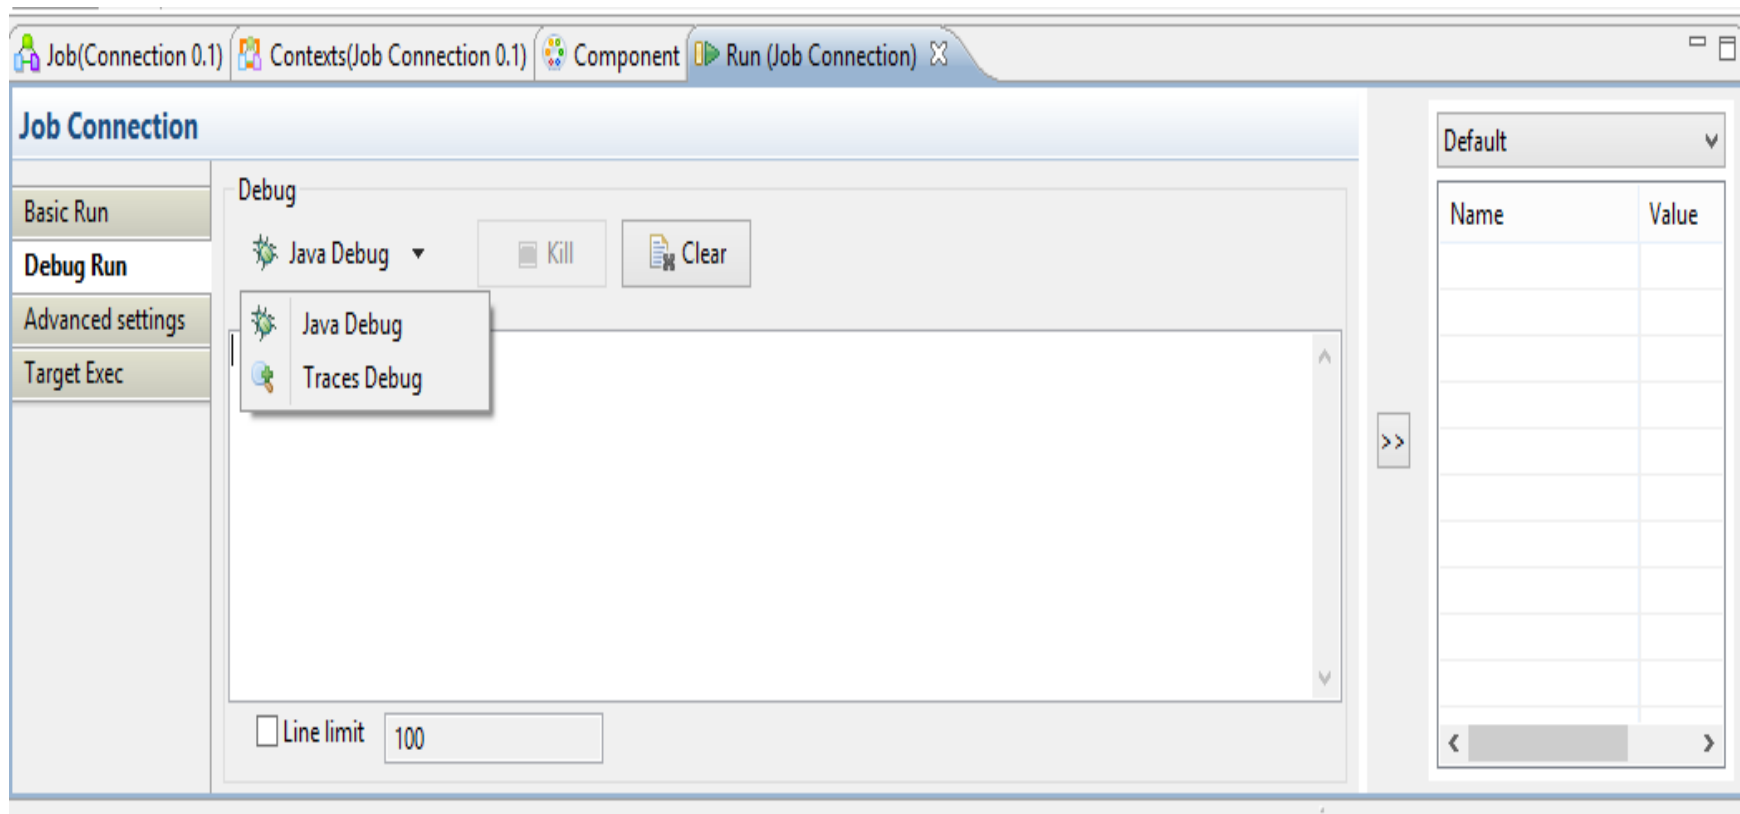 Job(Connection 0.1) Contexts(Job Connection 0.1) Component Run (Job Connection)
Job Connection
Default
Basic Run
Debug Run
Advanced settings
Target Exec
Debug
Java Debug Kill Clear
Java Debug
Traces Debug
Line limit 100
>>
Name Value